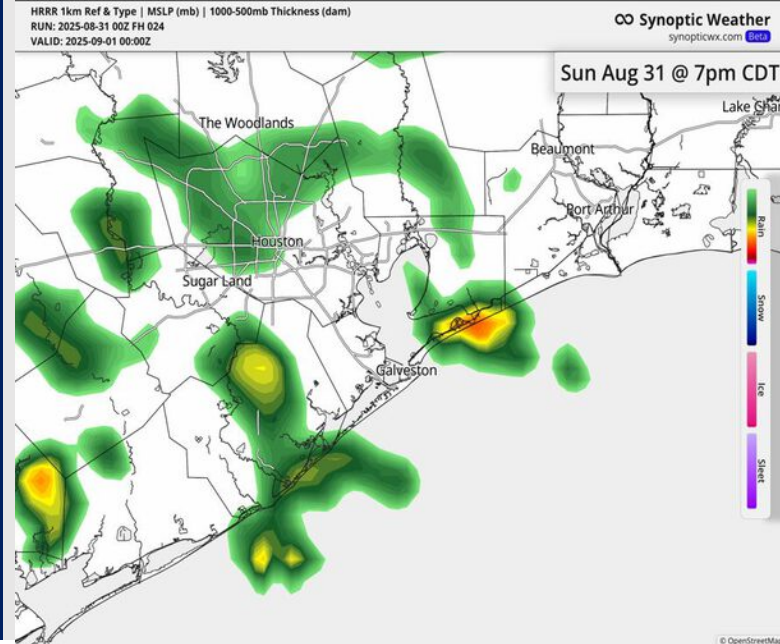 HRRR 1km Ref & Type | MSLP (mb) | 1000-500mb Thickness (dam)
RUN: 2025-08-31 00Z FH 024
VALID: 2025-09-01 00:00Z
Synoptic Weather
synopticwx.com Beta
Sun Aug 31 @ 7pm CDT
Lake Char
The Woodlands
Beaumont
Port Arthur
Houston
Sugar Land
Galveston
Rain
Snow
Ice
Sleet
© OpenStreetMap